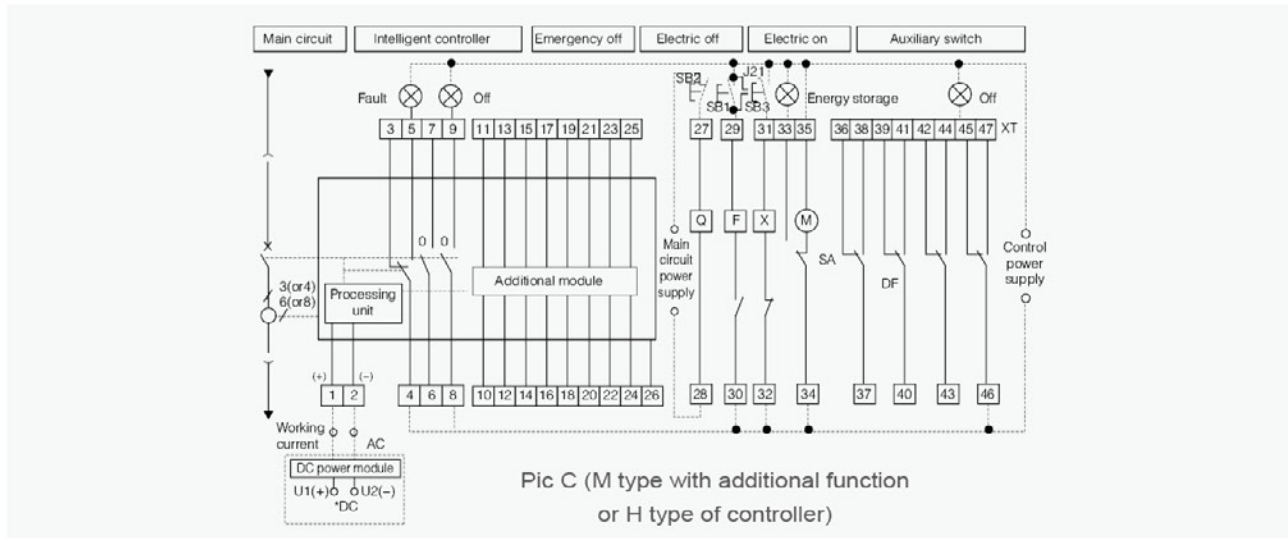 Main circuit Intelligent controller Emergency off Electric off Electric on Auxiliary switch
Fault Off SB2 SB1 J21 SB3 Energy storage Off
3 5 7 9 11 13 15 17 19 21 23 25 27 29 31 33 35 36 38 39 41 42 44 45 47 XT
Q F X M
0 0
Main
circuit
power
supply
SA
DF
Control
power
supply
3(or4)
6(or8)
Processing
unit
Additional module
(+) (−)
1 2 4 6 8 10 12 14 16 18 20 22 24 26 28 30 32 34 37 40 43 46
Working
current
AC
DC power module
U1(+) U2(−)
*DC
Pic C (M type with additional function
or H type of controller)